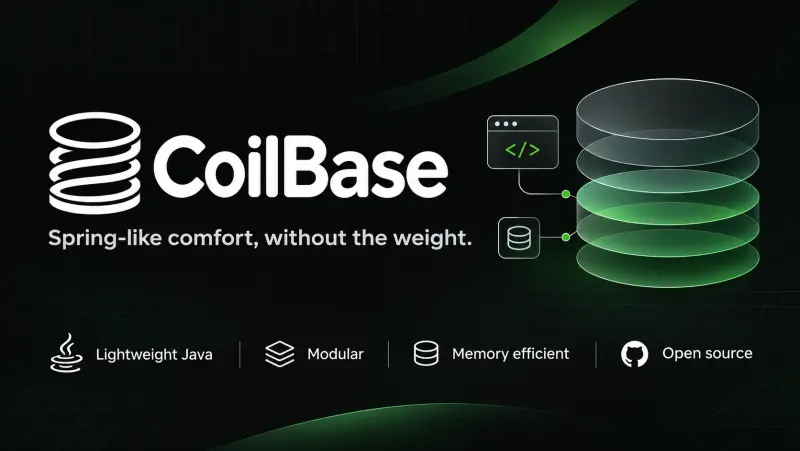 CoilBase
Spring-like comfort, without the weight.
</>
Lightweight Java
Modular
Memory efficient
Open source